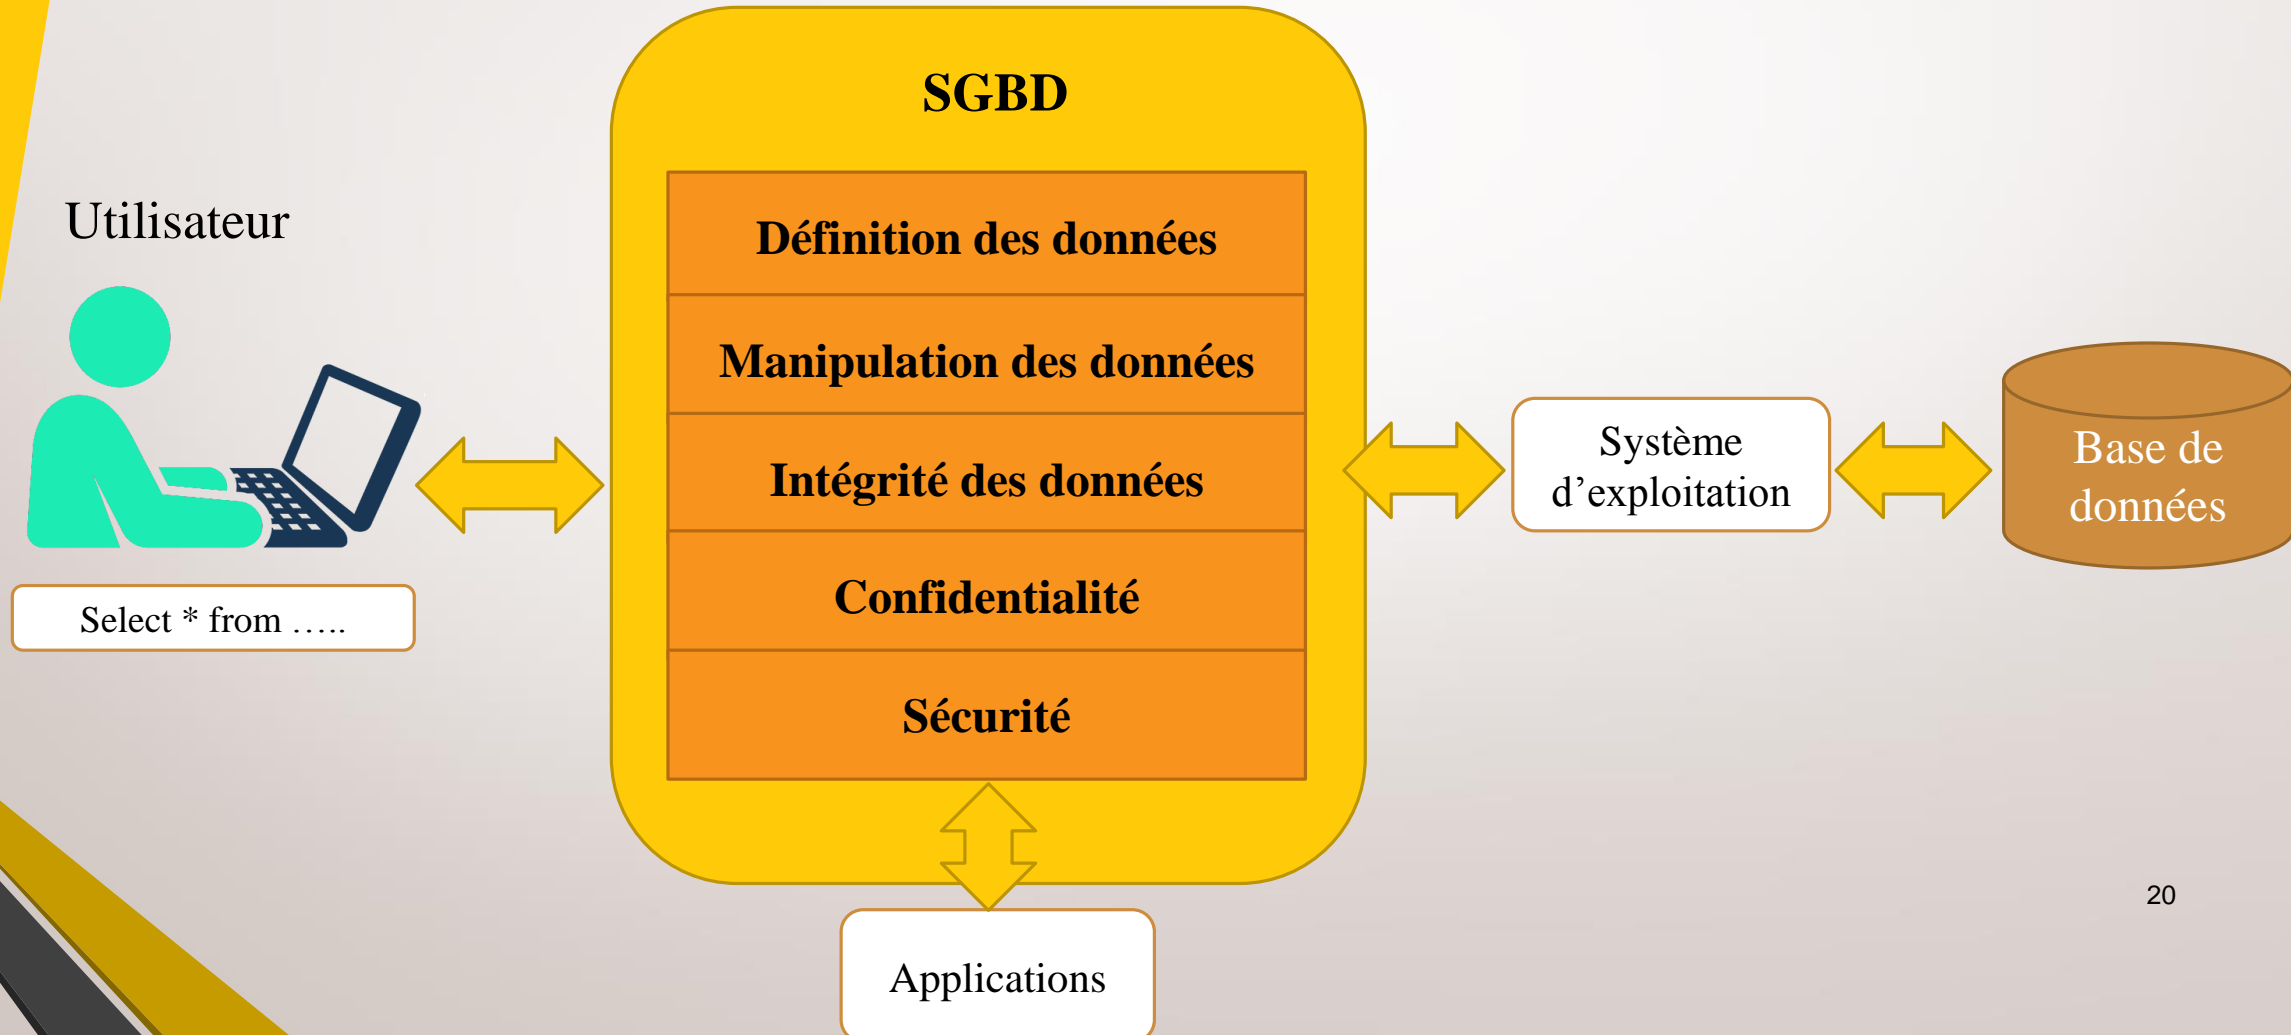 SGBD
Utilisateur
Définition des données
Manipulation des données
Intégrité des données
Confidentialité
Sécurité
Select * from …..
Système
d’exploitation
Base de
données
Applications
20